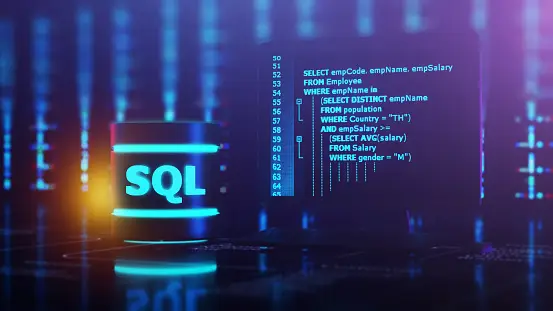 SQL
50
51
52 SELECT empCode, empName, empSalary
53 FROM Employee
54 WHERE empName in
55 (SELECT DISTINCT empName
56 FROM population
57 WHERE Country = "TH")
58 AND empSalary >=
59 (SELECT AVG(salary)
60 FROM Salary
61 WHERE gender = "M")
62
63
64
65